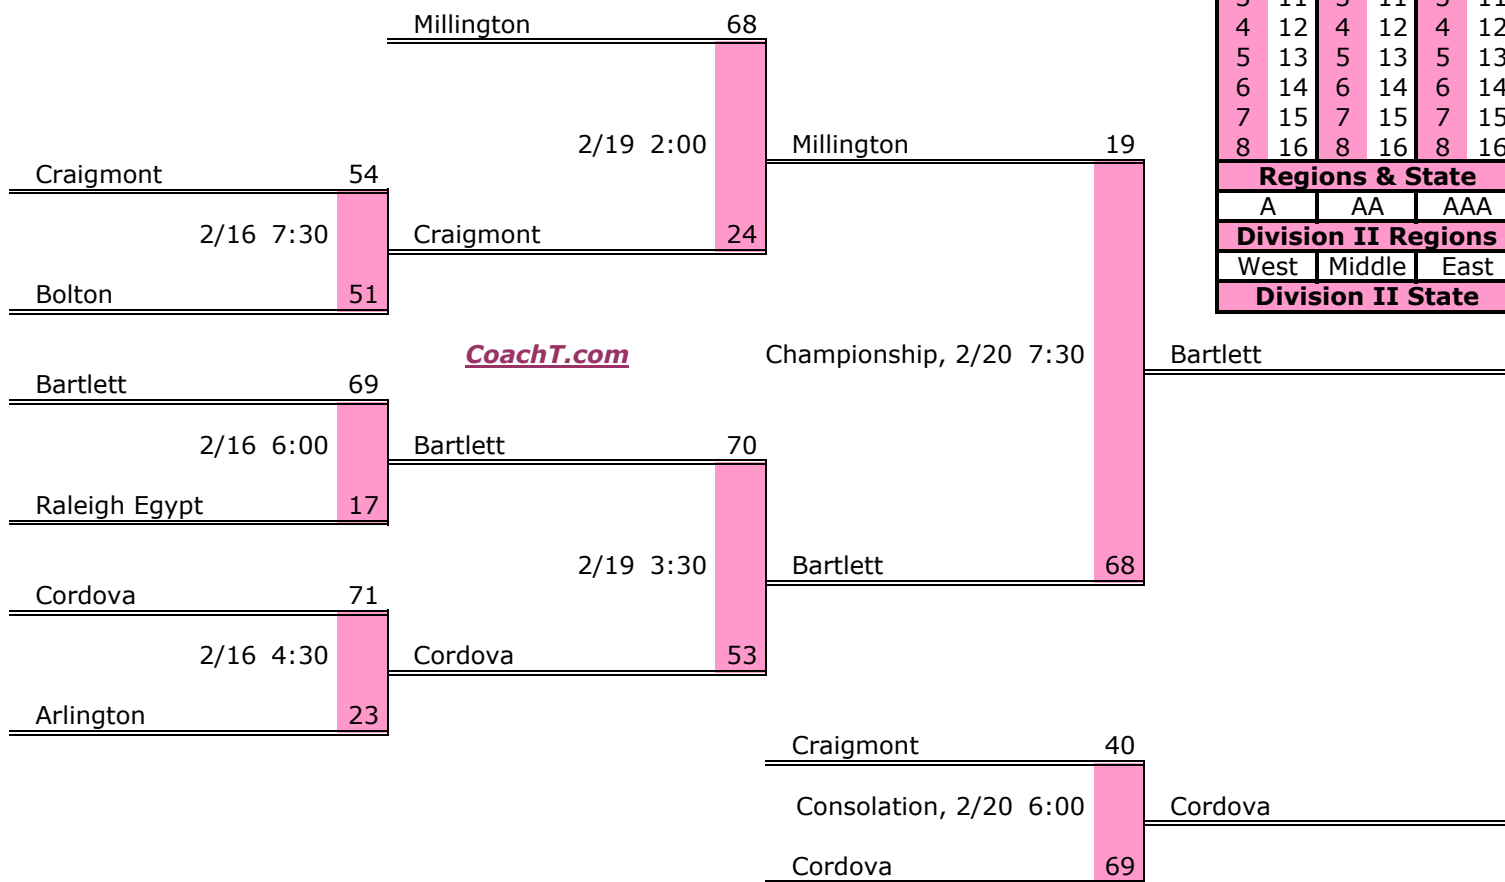 Millington 68
2/19 2:00
Millington 19
Craigmont 54
2/16 7:30
Craigmont 24
Bolton 51
CoachT.com
Championship, 2/20 7:30
Bartlett
Bartlett 69
2/16 6:00
Bartlett 70
Raleigh Egypt 17
2/19 3:30
Bartlett 68
Cordova 71
2/16 4:30
Cordova 53
Arlington 23
Craigmont 40
Consolation, 2/20 6:00
Cordova
Cordova 69
4 12 4 12 4 12
5 13 5 13 5 13
6 14 6 14 6 14
7 15 7 15 7 15
8 16 8 16 8 16
Regions & State
A AA AAA
Division II Regions
West Middle East
Division II State